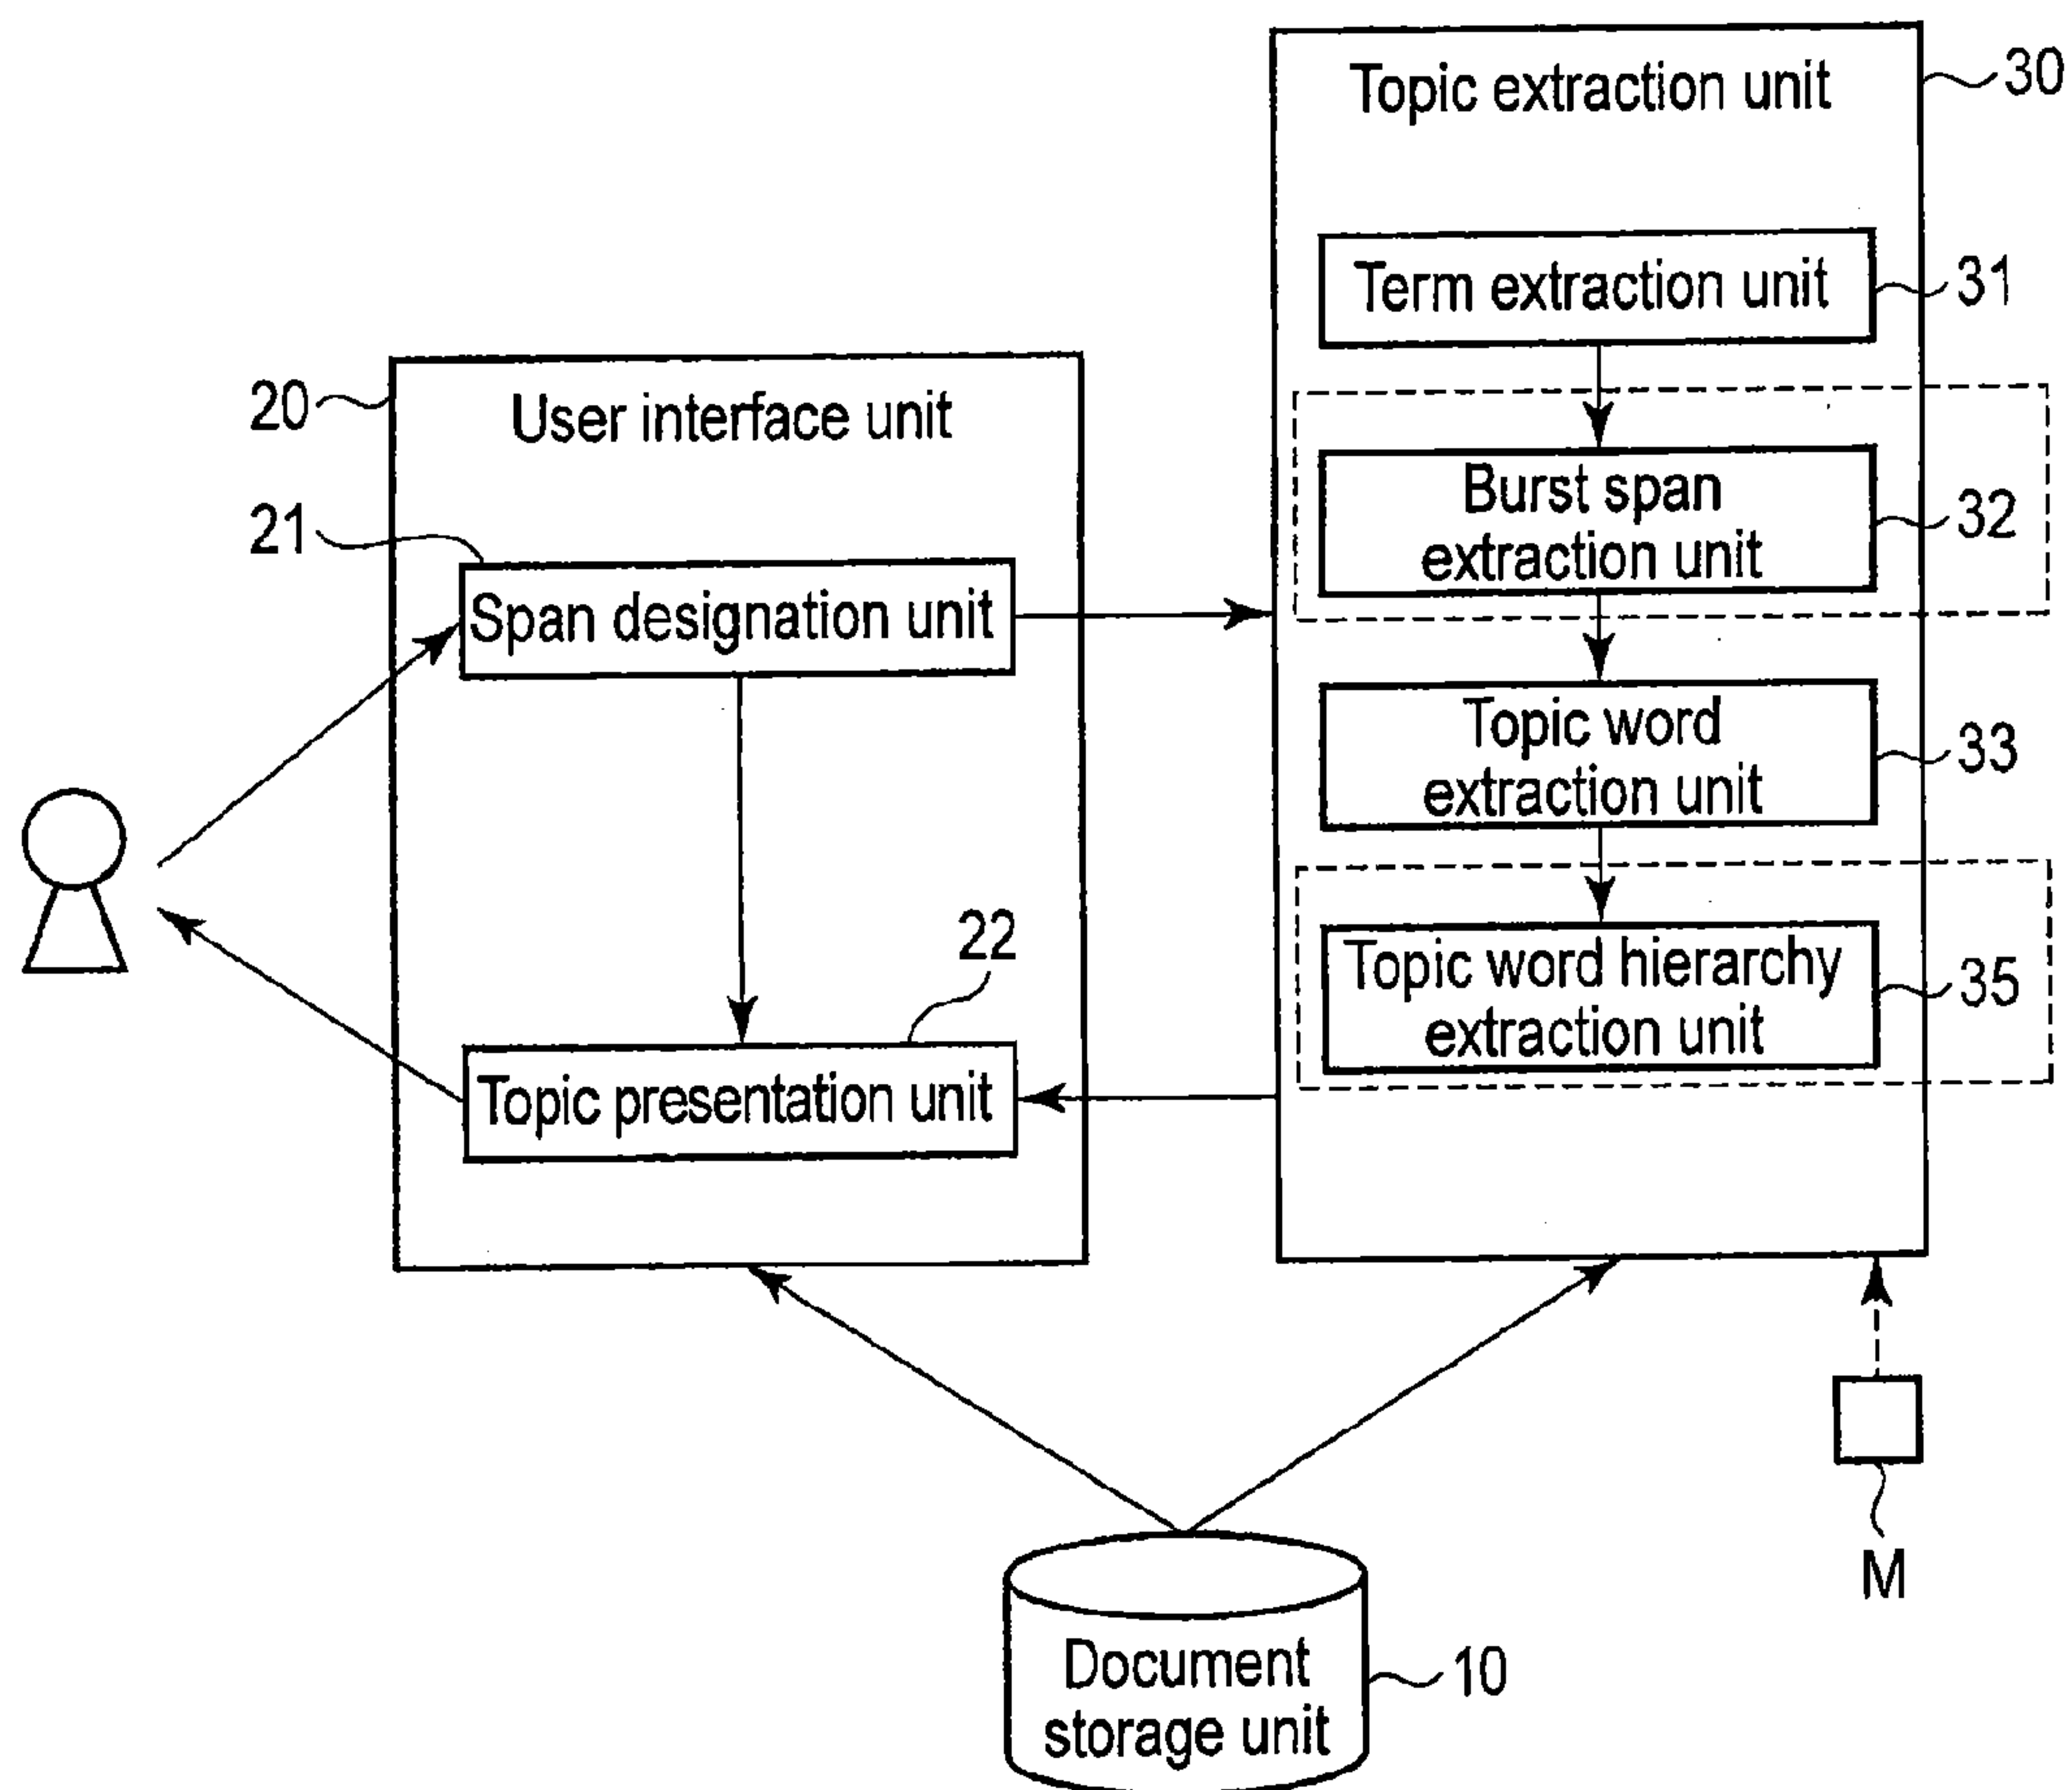 Topic extraction unit
30
Term extraction unit
31
20
User interface unit
Burst span
extraction unit
32
21
Span designation unit
Topic word
extraction unit
33
22
Topic word hierarchy
extraction unit
35
Topic presentation unit
M
Document
storage unit
10